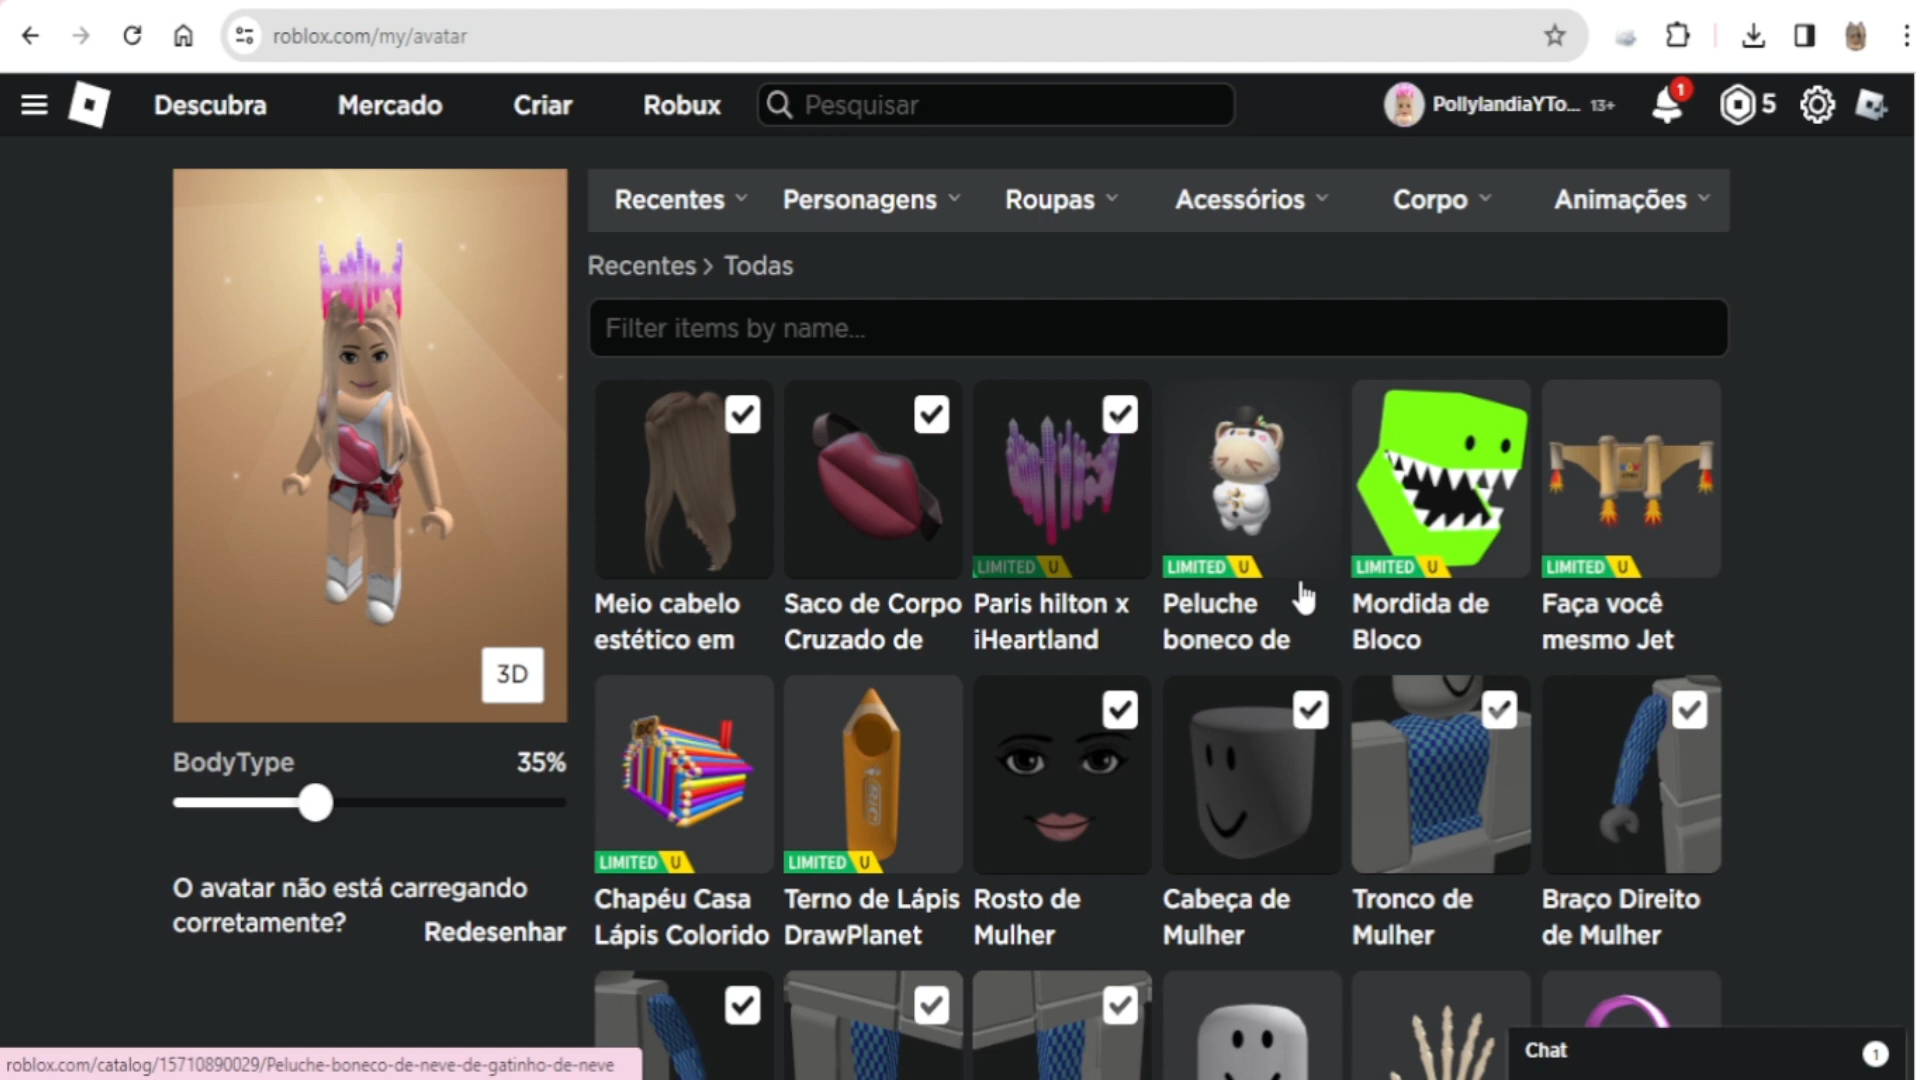 roblox.com/my/avatar
Descubra Mercado Criar Robux Pesquisar PollylandiaYTo... 13+ 1 5
Recentes Personagens Roupas Acessórios Corpo Animações
Recentes > Todas
Filter items by name...
3D
LIMITED U LIMITED U LIMITED U LIMITED U
Meio cabelo
estético em
Saco de Corpo
Cruzado de
Paris hilton x
iHeartland
Peluche
boneco de
Mordida de
Bloco
Faça você
mesmo Jet
BodyType 35%
O avatar não está carregando
corretamente?
Redesenhar
LIMITED U LIMITED U
Chapéu Casa
Lápis Colorido
Terno de Lápis
DrawPlanet
Rosto de
Mulher
Cabeça de
Mulher
Tronco de
Mulher
Braço Direito
de Mulher
Chat 1
roblox.com/catalog/15710890029/Peluche-boneco-de-neve-de-gatinho-de-neve